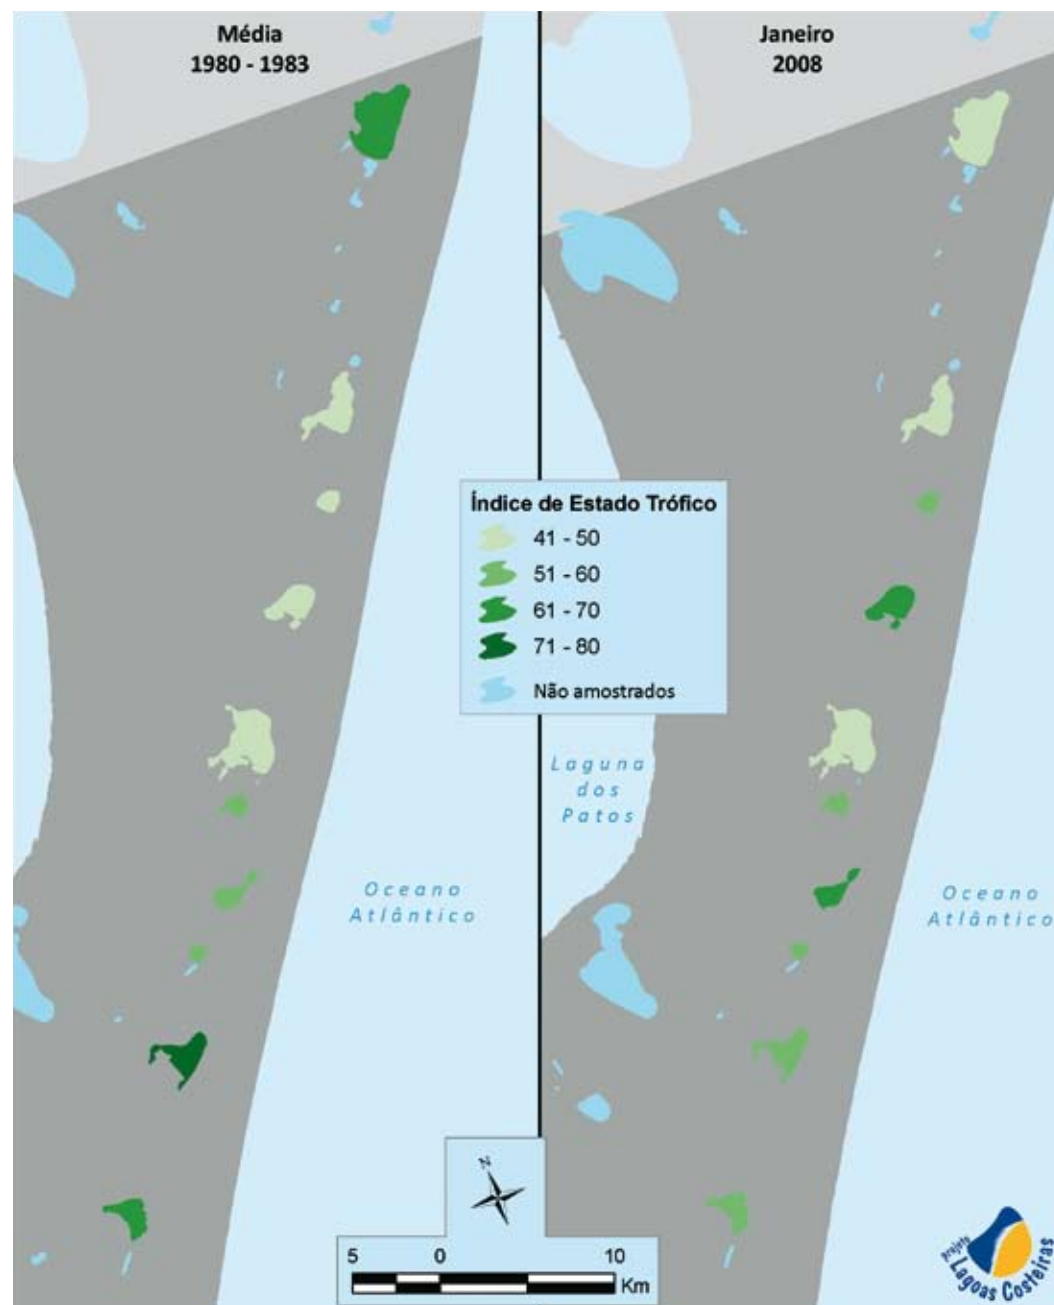 Média
1980 - 1983
Janeiro
2008
Índice de Estado Trófico
41 - 50
51 - 60
61 - 70
71 - 80
Não amostrados
Laguna
dos
Patos
Oceano
Atlântico
Oceano
Atlântico
N
5 0 10
Km
Projeto
Lagoas Costeiras